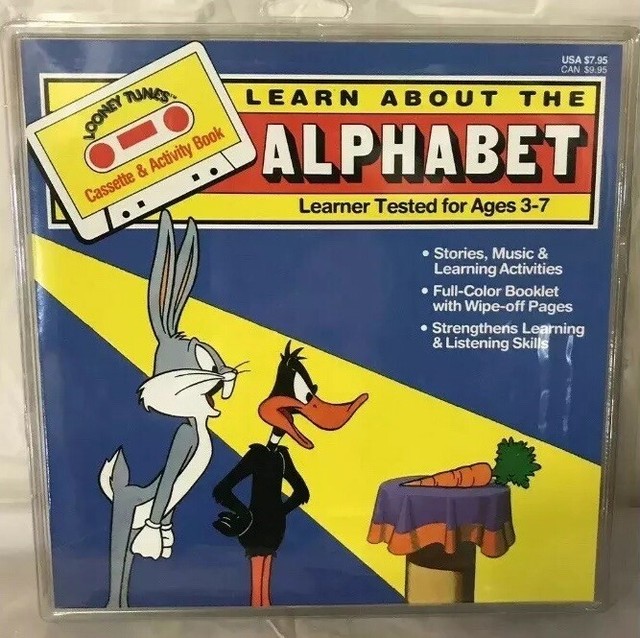 USA $7.95
CAN $9.95
LOONEY TUNES™
Cassette & Activity Book
LEARN ABOUT THE
ALPHABET
Learner Tested for Ages 3-7
• Stories, Music &
Learning Activities
• Full-Color Booklet
with Wipe-off Pages
• Strengthens Learning
& Listening Skills